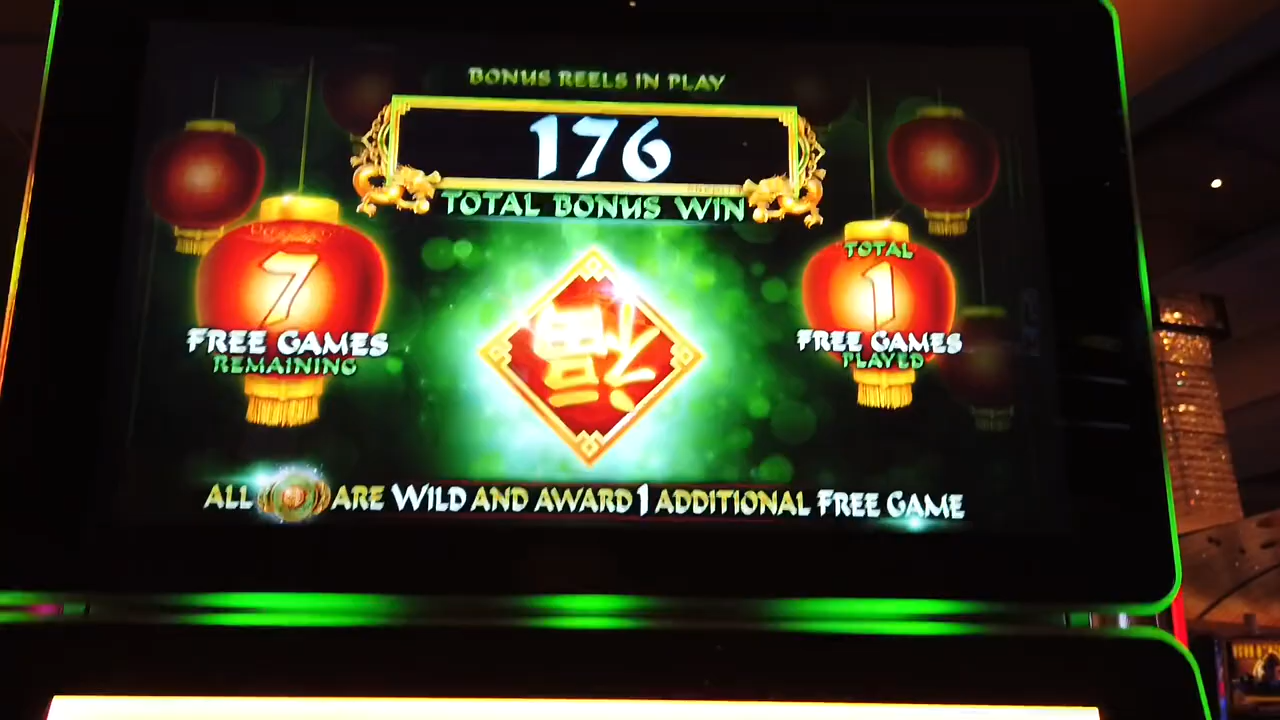 BONUS REELS IN PLAY
176
TOTAL BONUS WIN
7
FREE GAMES
REMAINING
福
TOTAL
1
FREE GAMES
PLAYED
ALL ARE WILD AND AWARD 1 ADDITIONAL FREE GAME